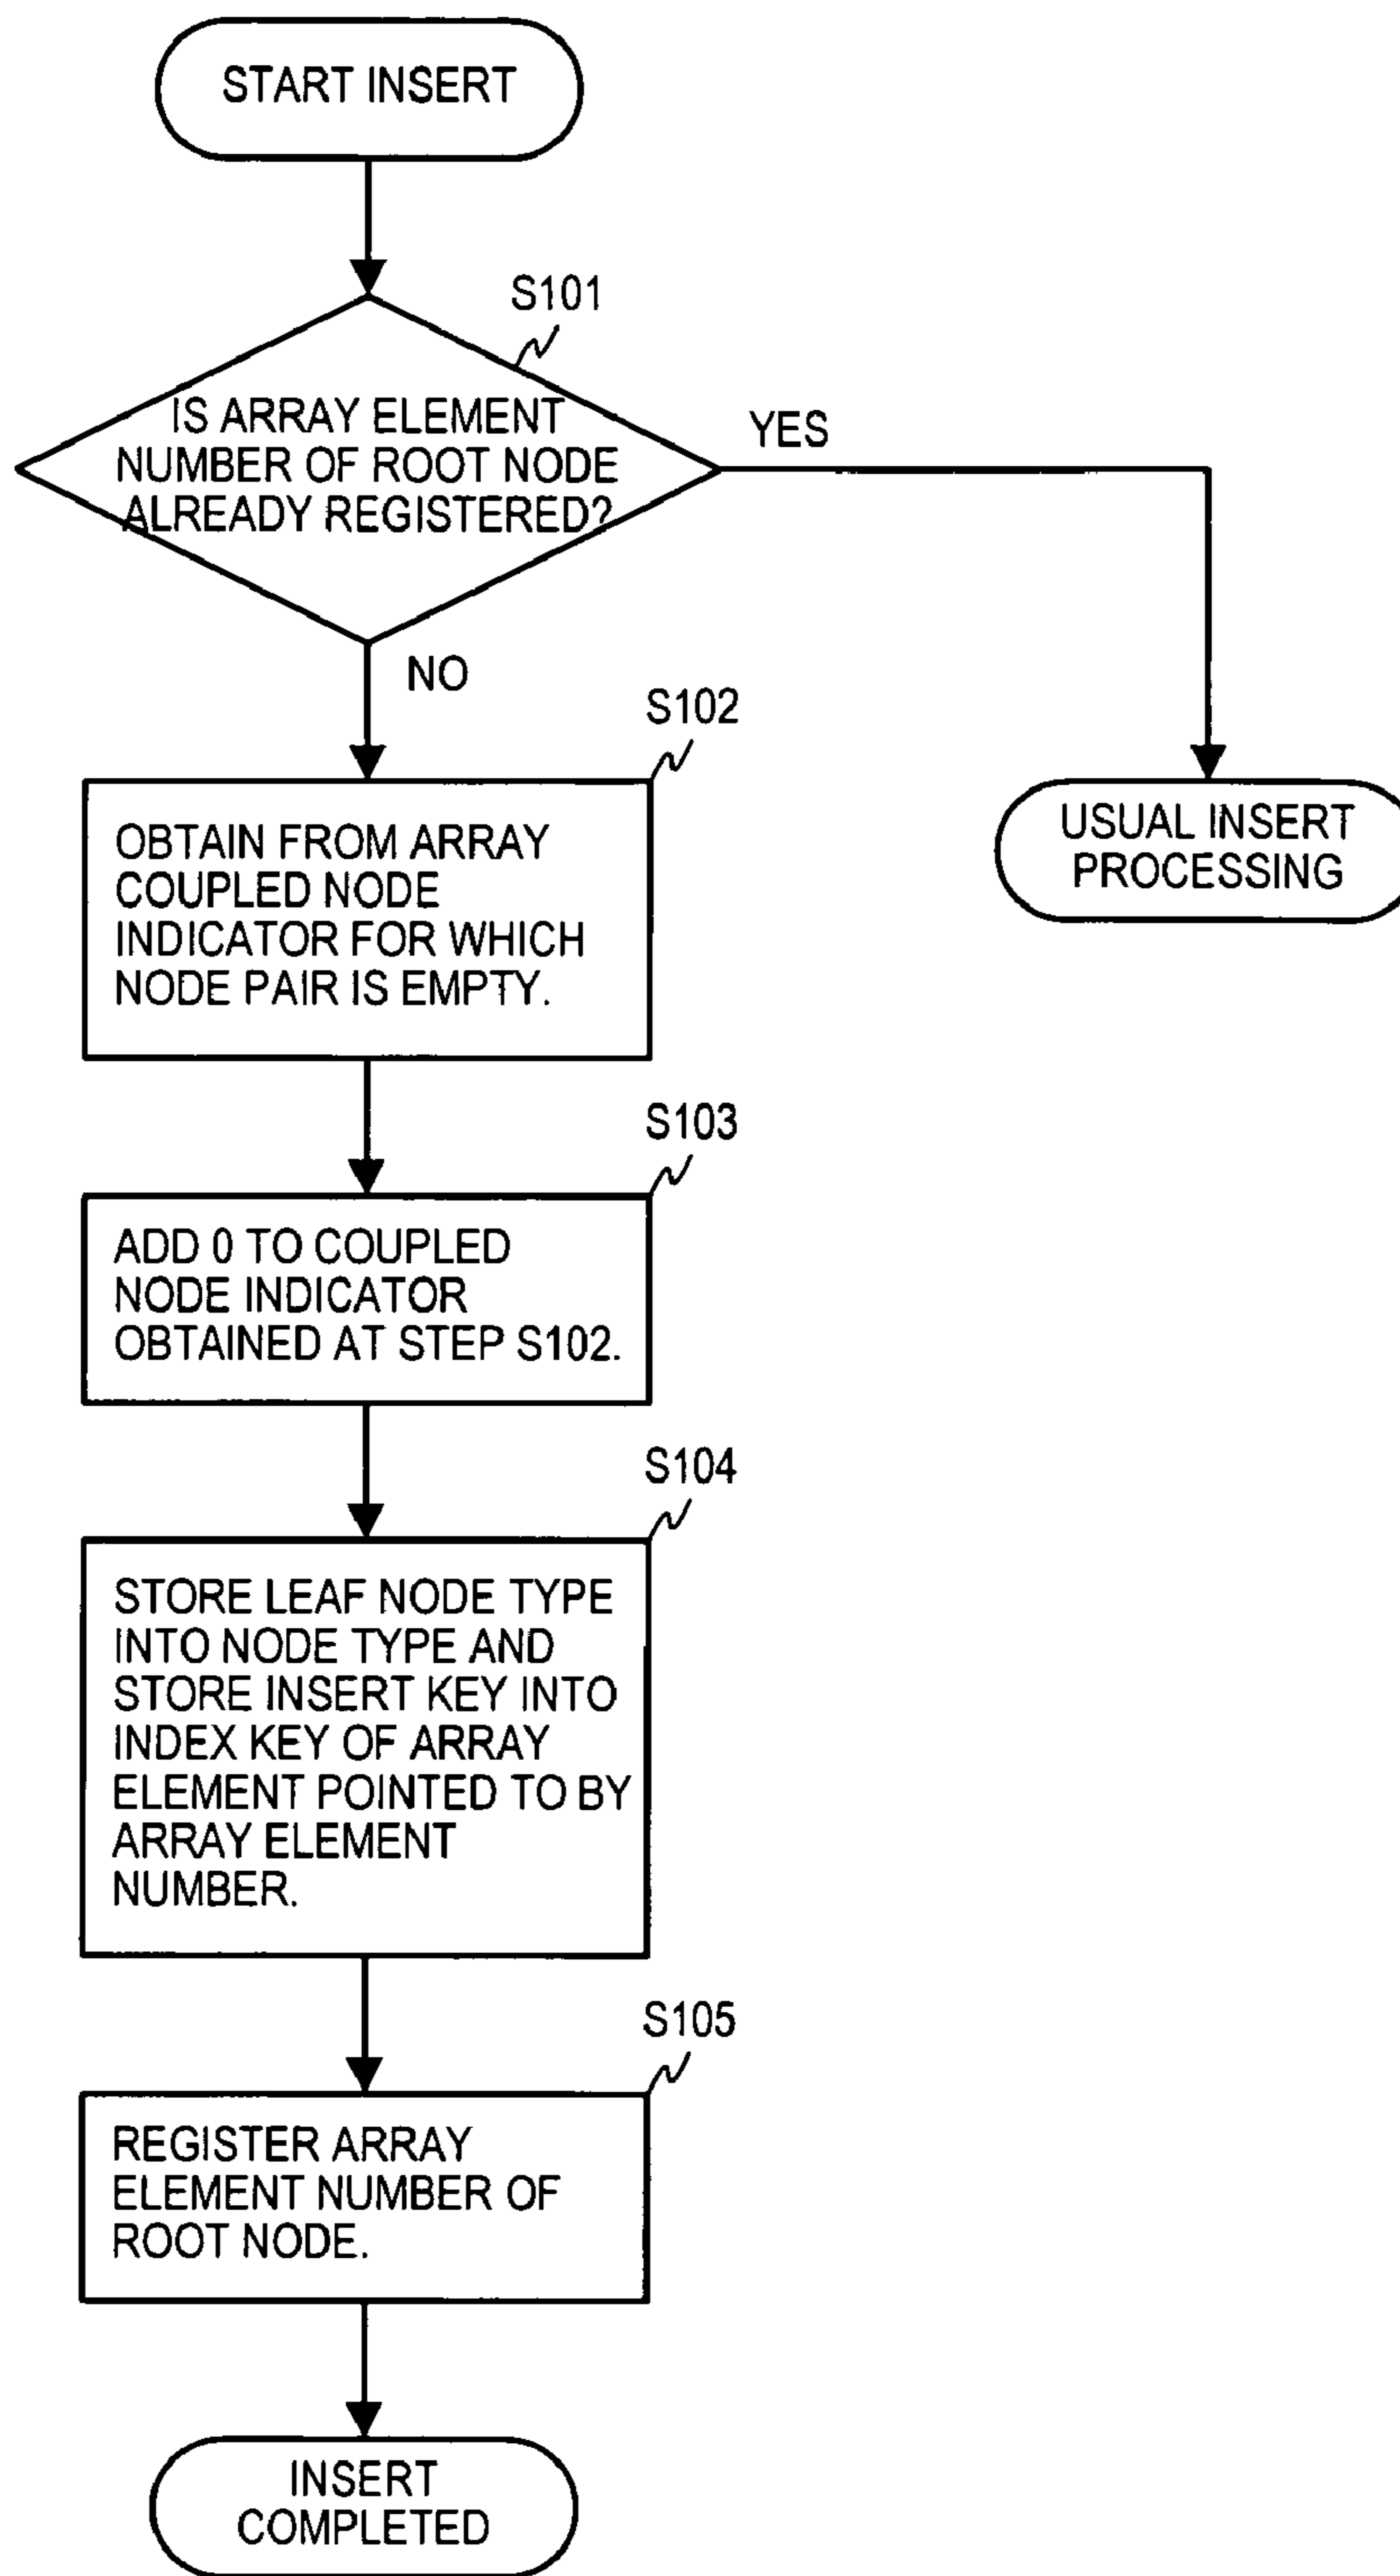 START INSERT
S101
IS ARRAY ELEMENT
NUMBER OF ROOT NODE
ALREADY REGISTERED?
YES
NO
S102
OBTAIN FROM ARRAY
COUPLED NODE
INDICATOR FOR WHICH
NODE PAIR IS EMPTY.
USUAL INSERT
PROCESSING
S103
ADD 0 TO COUPLED
NODE INDICATOR
OBTAINED AT STEP S102.
S104
STORE LEAF NODE TYPE
INTO NODE TYPE AND
STORE INSERT KEY INTO
INDEX KEY OF ARRAY
ELEMENT POINTED TO BY
ARRAY ELEMENT
NUMBER.
S105
REGISTER ARRAY
ELEMENT NUMBER OF
ROOT NODE.
INSERT
COMPLETED